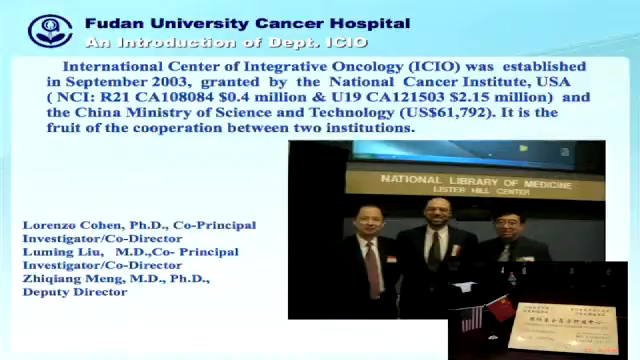 Fudan University Cancer Hospital
An Introduction of Dept. ICIO
International Center of Integrative Oncology (ICIO) was established
in September 2003, granted by the National Cancer Institute, USA
( NCI: R21 CA108084 $0.4 million & U19 CA121503 $2.15 million) and
the China Ministry of Science and Technology (US$61,792). It is the
fruit of the cooperation between two institutions.
NATIONAL LIBRARY OF MEDICINE
LISTER HILL CENTER
Lorenzo Cohen, Ph.D., Co-Principal
Investigator/Co-Director
Luming Liu, M.D.,Co- Principal
Investigator/Co-Director
Zhiqiang Meng, M.D., Ph.D.,
Deputy Director